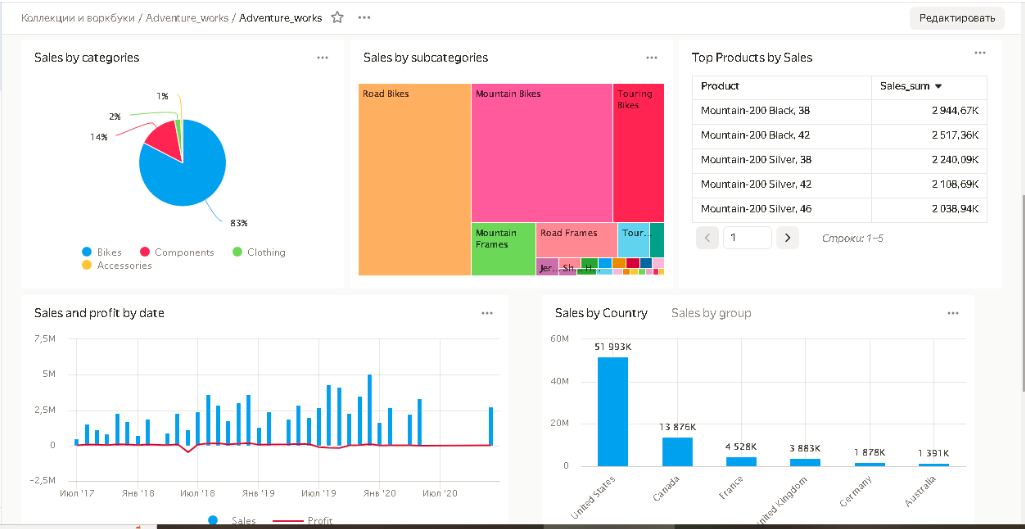 Коллекции и воркбуки / Adventure_works / Adventure_works
Редактировать
Sales by categories
1%
2%
14%
83%
Bikes Components Clothing
Accessories
Sales by subcategories
Road Bikes
Mountain Bikes
Touring
Bikes
Mountain
Frames
Road Frames
Tour...
Jer... Sh... H...
Top Products by Sales
Product Sales_sum
Mountain-200 Black, 38 2 944,67K
Mountain-200 Black, 42 2 517,36K
Mountain-200 Silver, 38 2 240,09K
Mountain-200 Silver, 42 2 108,69K
Mountain-200 Silver, 46 2 038,94K
1
Строки: 1–5
Sales and profit by date
7,5M
5M
2,5M
0
−2,5M
Июл '17 Янв '18 Июл '18 Янв '19 Июл '19 Янв '20 Июл '20
Sales Profit
Sales by Country Sales by group
60M
40M
20M
0
51 993K
13 876K
4 528K
3 883K
1 878K
1 391K
United States
Canada
France
United Kingdom
Germany
Australia